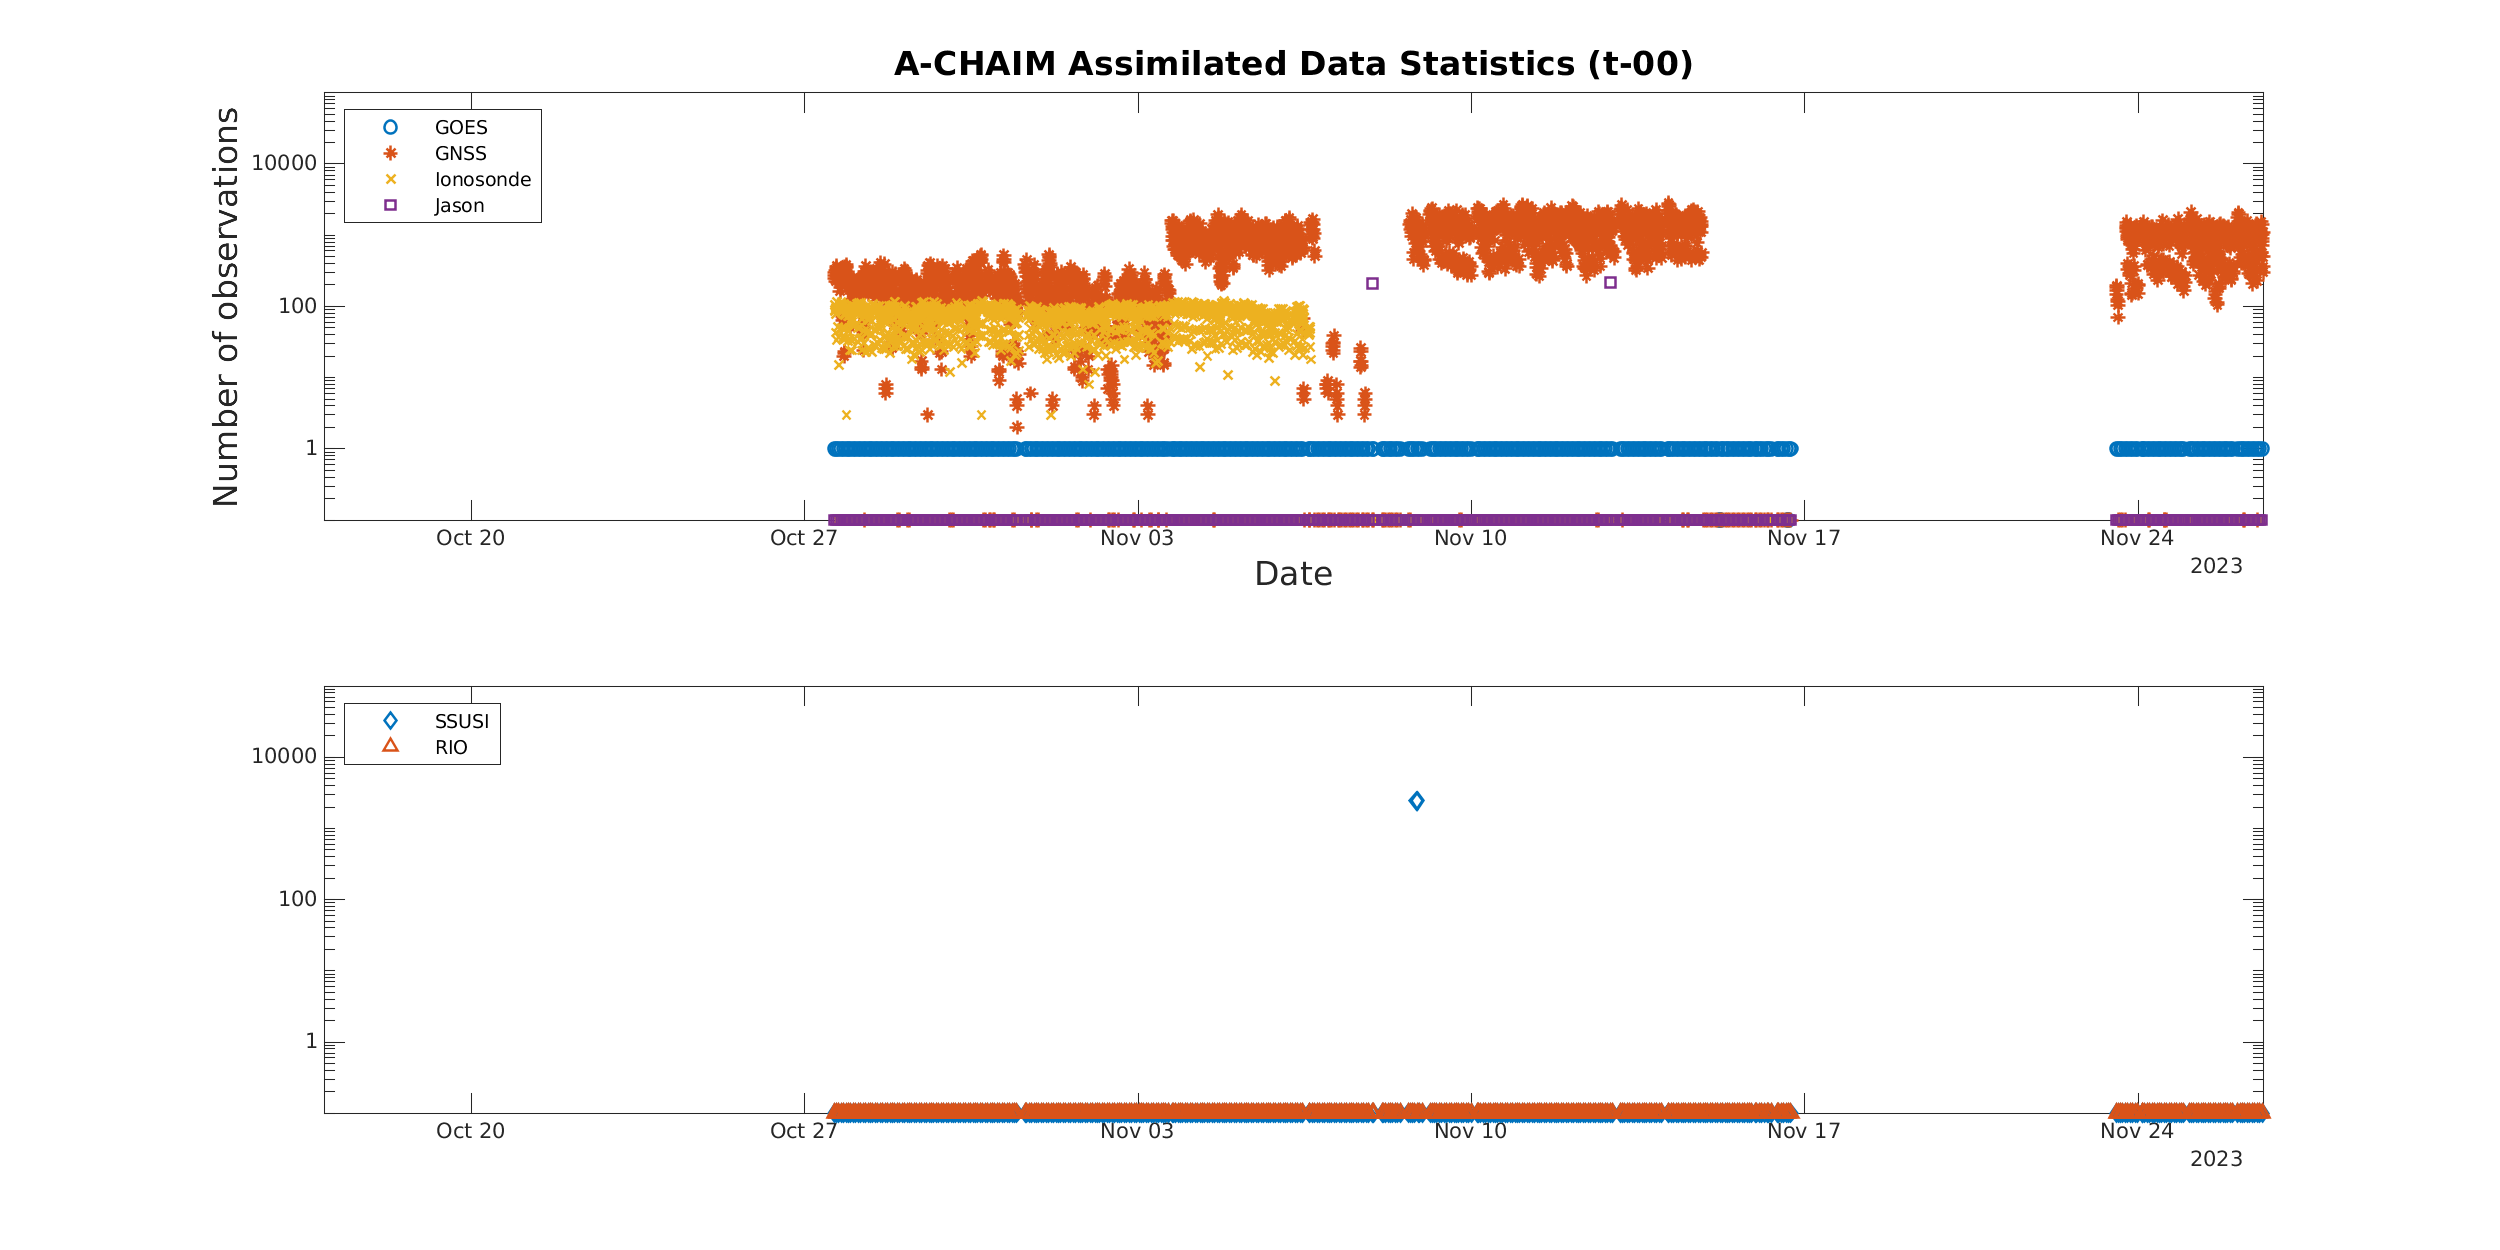 A-CHAIM Assimilated Data Statistics (t-00)
Number of observations
10000
100
1
GOES
GNSS
Ionosonde
Jason
Oct 20
Oct 27
Nov 03
Nov 10
Nov 17
Nov 24
2023
Date
10000
100
1
SSUSI
RIO
Oct 20
Oct 27
Nov 03
Nov 10
Nov 17
Nov 24
2023